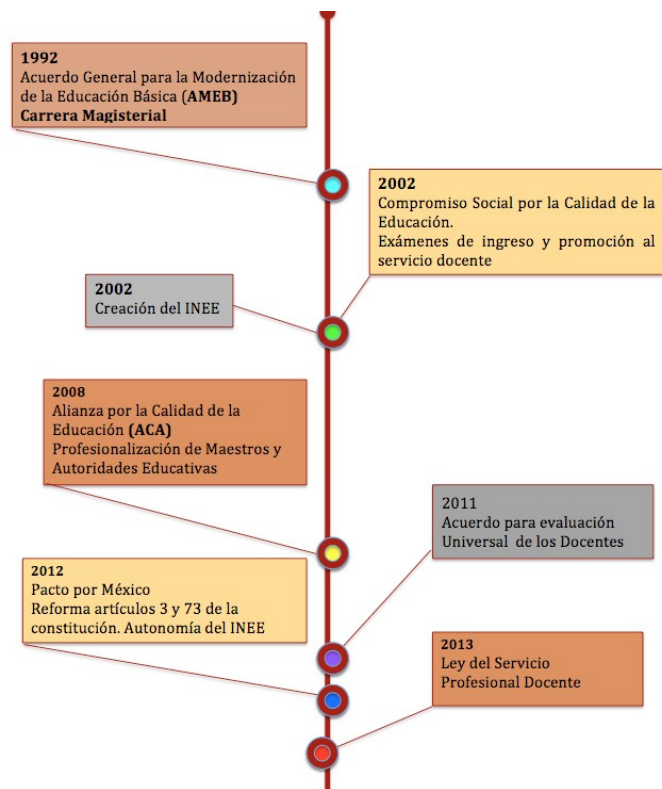 1992
Acuerdo General para la Modernización
de la Educación Básica (AMEB)
Carrera Magisterial
2002
Compromiso Social por la Calidad de la
Educación.
Exámenes de ingreso y promoción al
servicio docente
2002
Creación del INEE
2008
Alianza por la Calidad de la
Educación (ACA)
Profesionalización de Maestros y
Autoridades Educativas
2011
Acuerdo para evaluación
Universal de los Docentes
2012
Pacto por México
Reforma artículos 3 y 73 de la
constitución. Autonomía del INEE
2013
Ley del Servicio
Profesional Docente